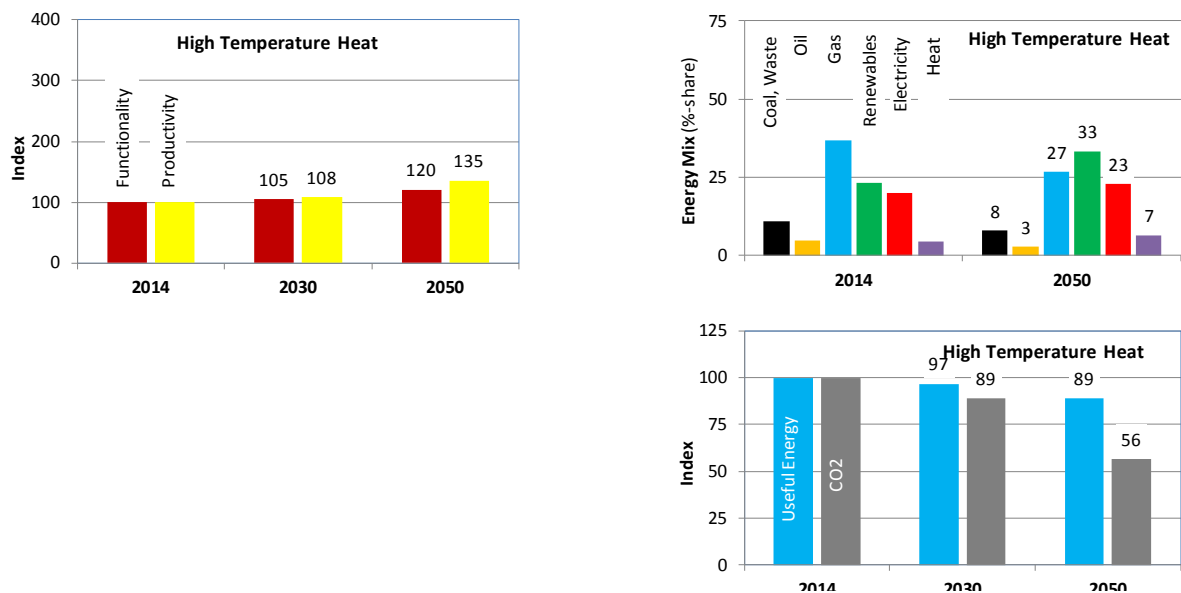 High Temperature Heat
400
300
200
100
0
Index
Functionality
Productivity
105
108
120
135
2014
2030
2050
High Temperature Heat
75
50
25
0
Energy Mix (%-share)
Coal, Waste
Oil
Gas
Renewables
Electricity
Heat
8
3
27
33
23
7
2014
2050
High Temperature Heat
125
100
75
50
25
0
Index
Useful Energy
CO2
97
89
89
56
2014
2030
2050